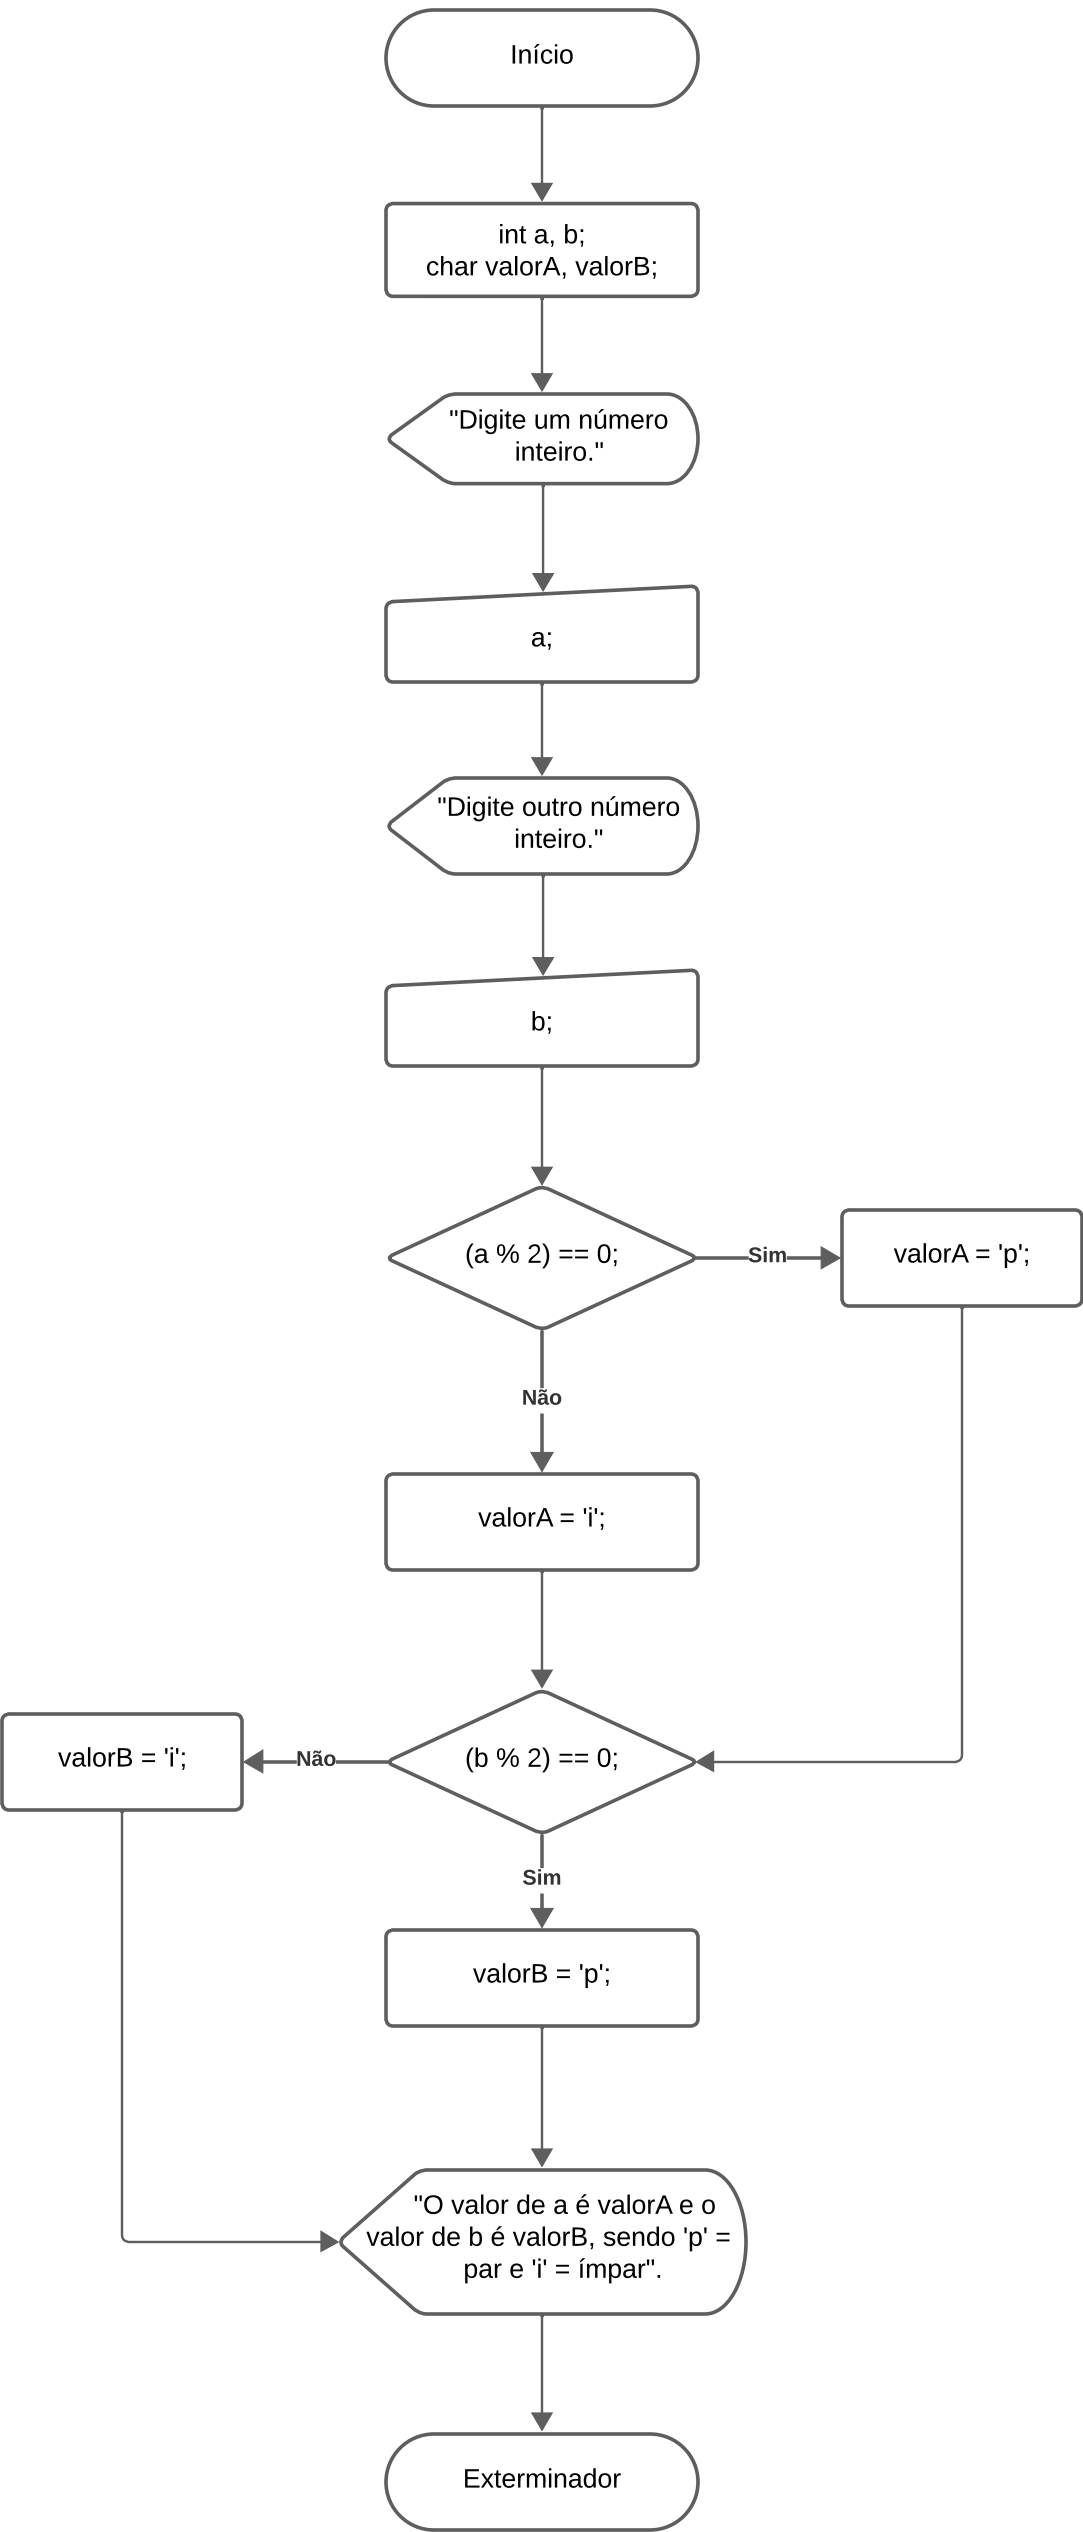 Início
int a, b;
char valorA, valorB;
"Digite um número
inteiro."
a;
"Digite outro número
inteiro."
b;
(a % 2) == 0;
Sim
valorA = 'p';
Não
valorA = 'i';
valorB = 'i';
Não
(b % 2) == 0;
Sim
valorB = 'p';
"O valor de a é valorA e o
valor de b é valorB, sendo 'p' =
par e 'i' = ímpar".
Exterminador